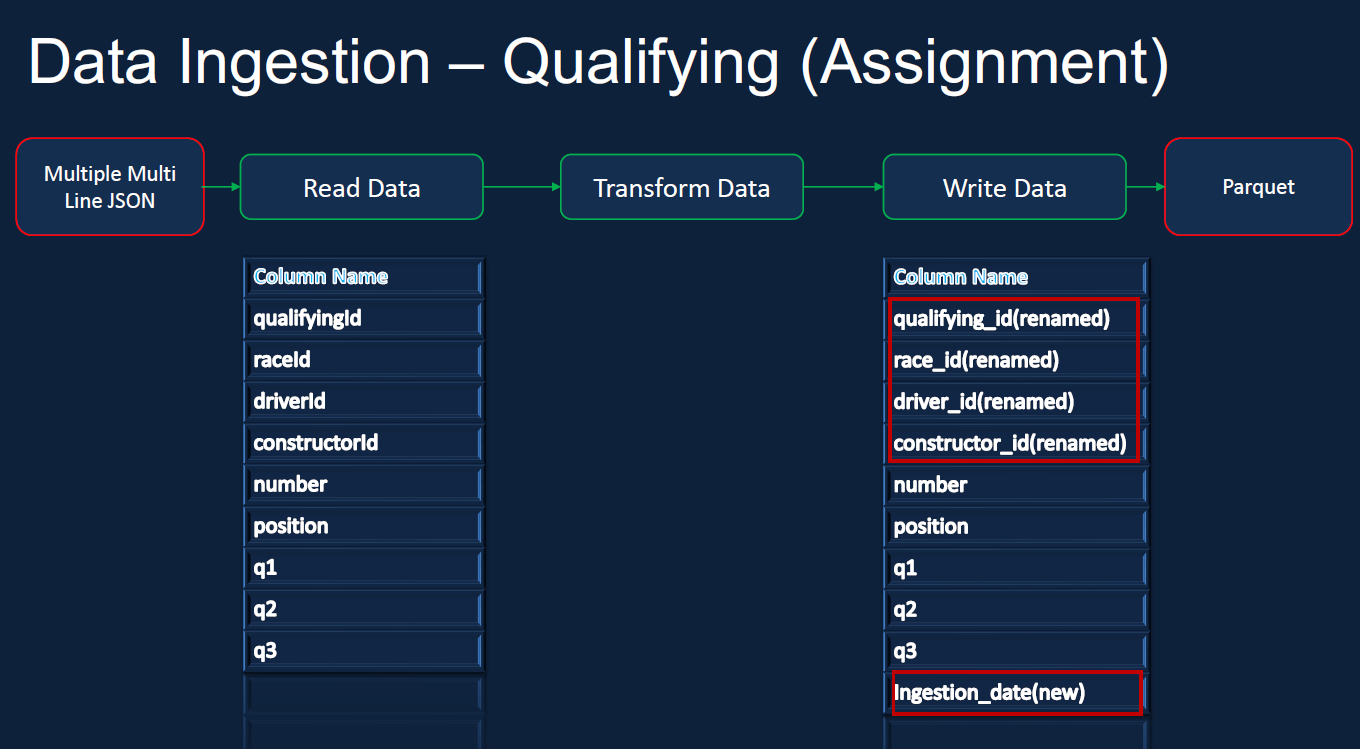 Data Ingestion – Qualifying (Assignment)
Multiple Multi
Line JSON
Read Data
Transform Data
Write Data
Parquet
Column Name
qualifyingId
raceId
driverId
constructorId
number
position
q1
q2
q3
Column Name
qualifying_id(renamed)
race_id(renamed)
driver_id(renamed)
constructor_id(renamed)
number
position
q1
q2
q3
Ingestion_date(new)